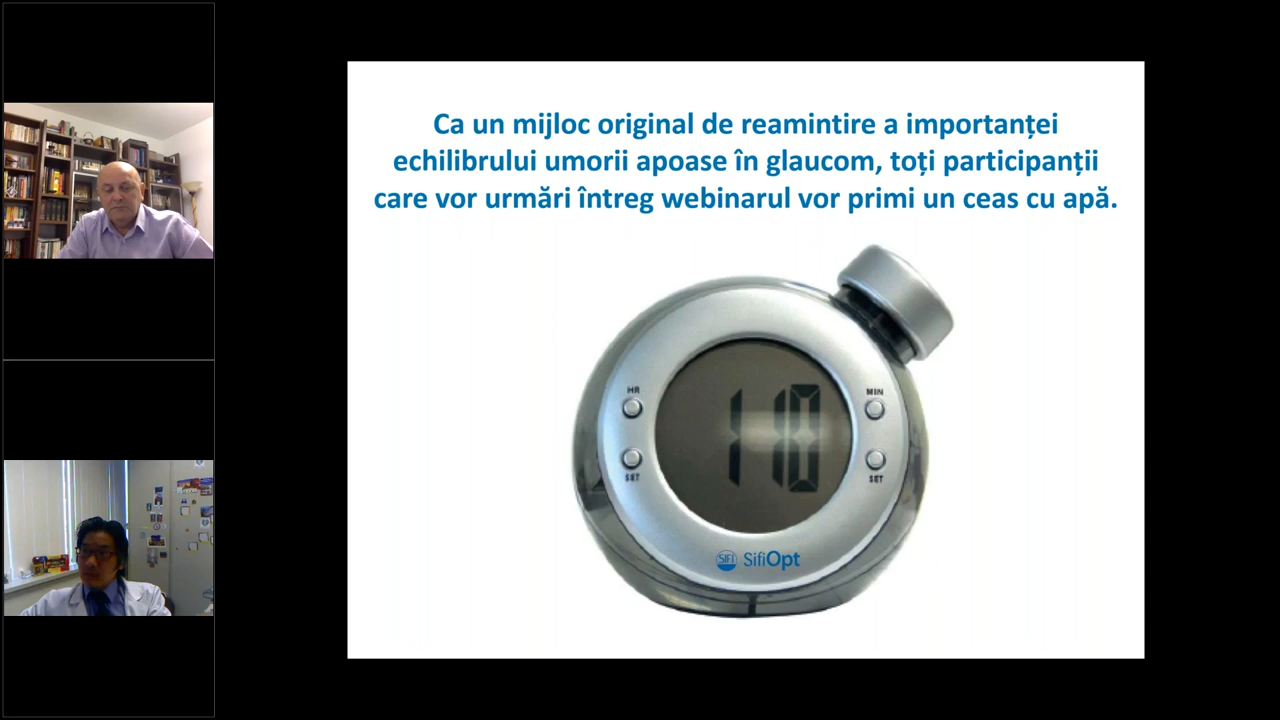 Ca un mijloc original de reamintire a importanței
echilibrului umorii apoase în glaucom, toți participanții
care vor urmări întreg webinarul vor primi un ceas cu apă.
HR
MIN
10
SET
SET
SIFI SifiOpt